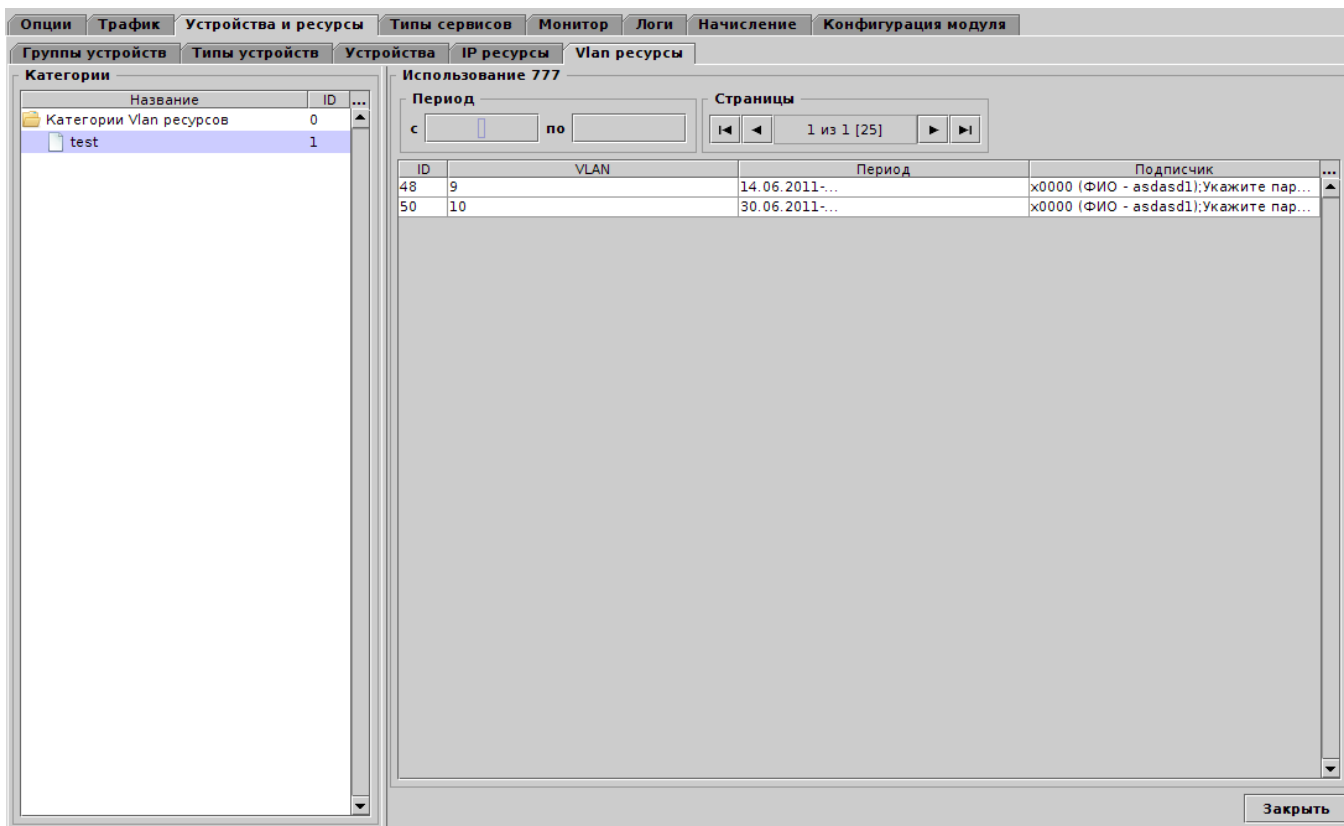 Опции Трафик Устройства и ресурсы Типы сервисов Монитор Логи Начисление Конфигурация модуля
Группы устройств Типы устройств Устройства IP ресурсы Vlan ресурсы
Категории
Название ID ...
Категории Vlan ресурсов 0
test 1
Использование 777
Период
с по
Страницы
1 из 1 [25]
ID VLAN Период Подписчик ...
48 9 14.06.2011-... x0000 (ФИО - asdasd1);Укажите пар...
50 10 30.06.2011-... x0000 (ФИО - asdasd1);Укажите пар...
Закрыть